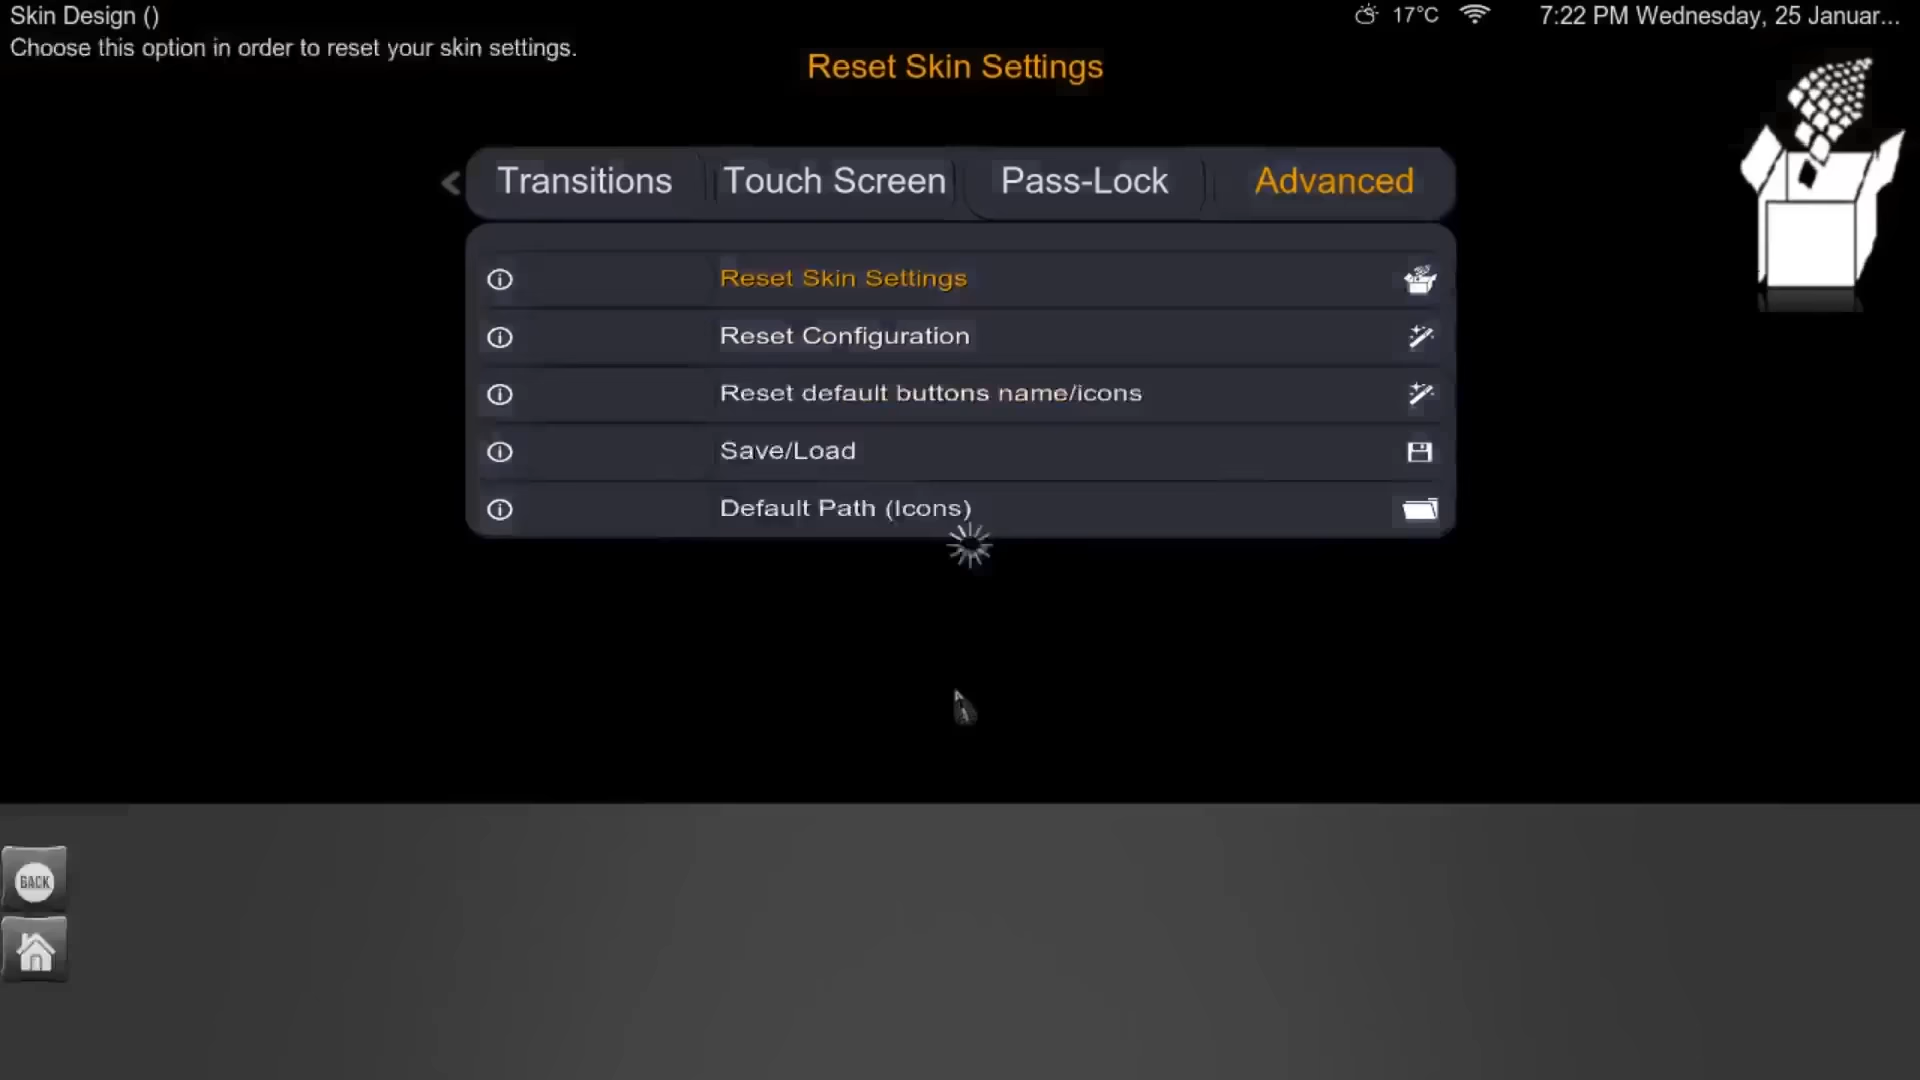 Skin Design ()
17°C
7:22 PM Wednesday, 25 Januar...
Choose this option in order to reset your skin settings.
Reset Skin Settings
Transitions
Touch Screen
Pass-Lock
Advanced
Reset Skin Settings
Reset Configuration
Reset default buttons name/icons
Save/Load
Default Path (Icons)
BACK